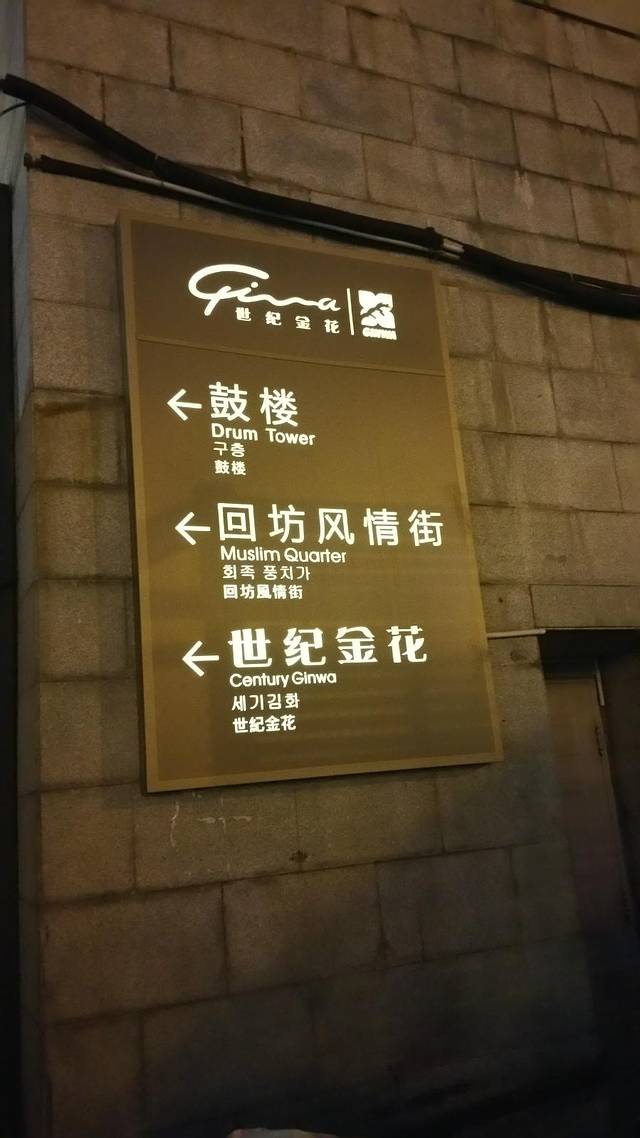 Ginwa
世纪金花
GINWA
鼓楼
Drum Tower
구층
鼓楼
回坊风情街
Muslim Quarter
회족 풍치가
回坊風情街
世纪金花
Century Ginwa
세기김화
世紀金花